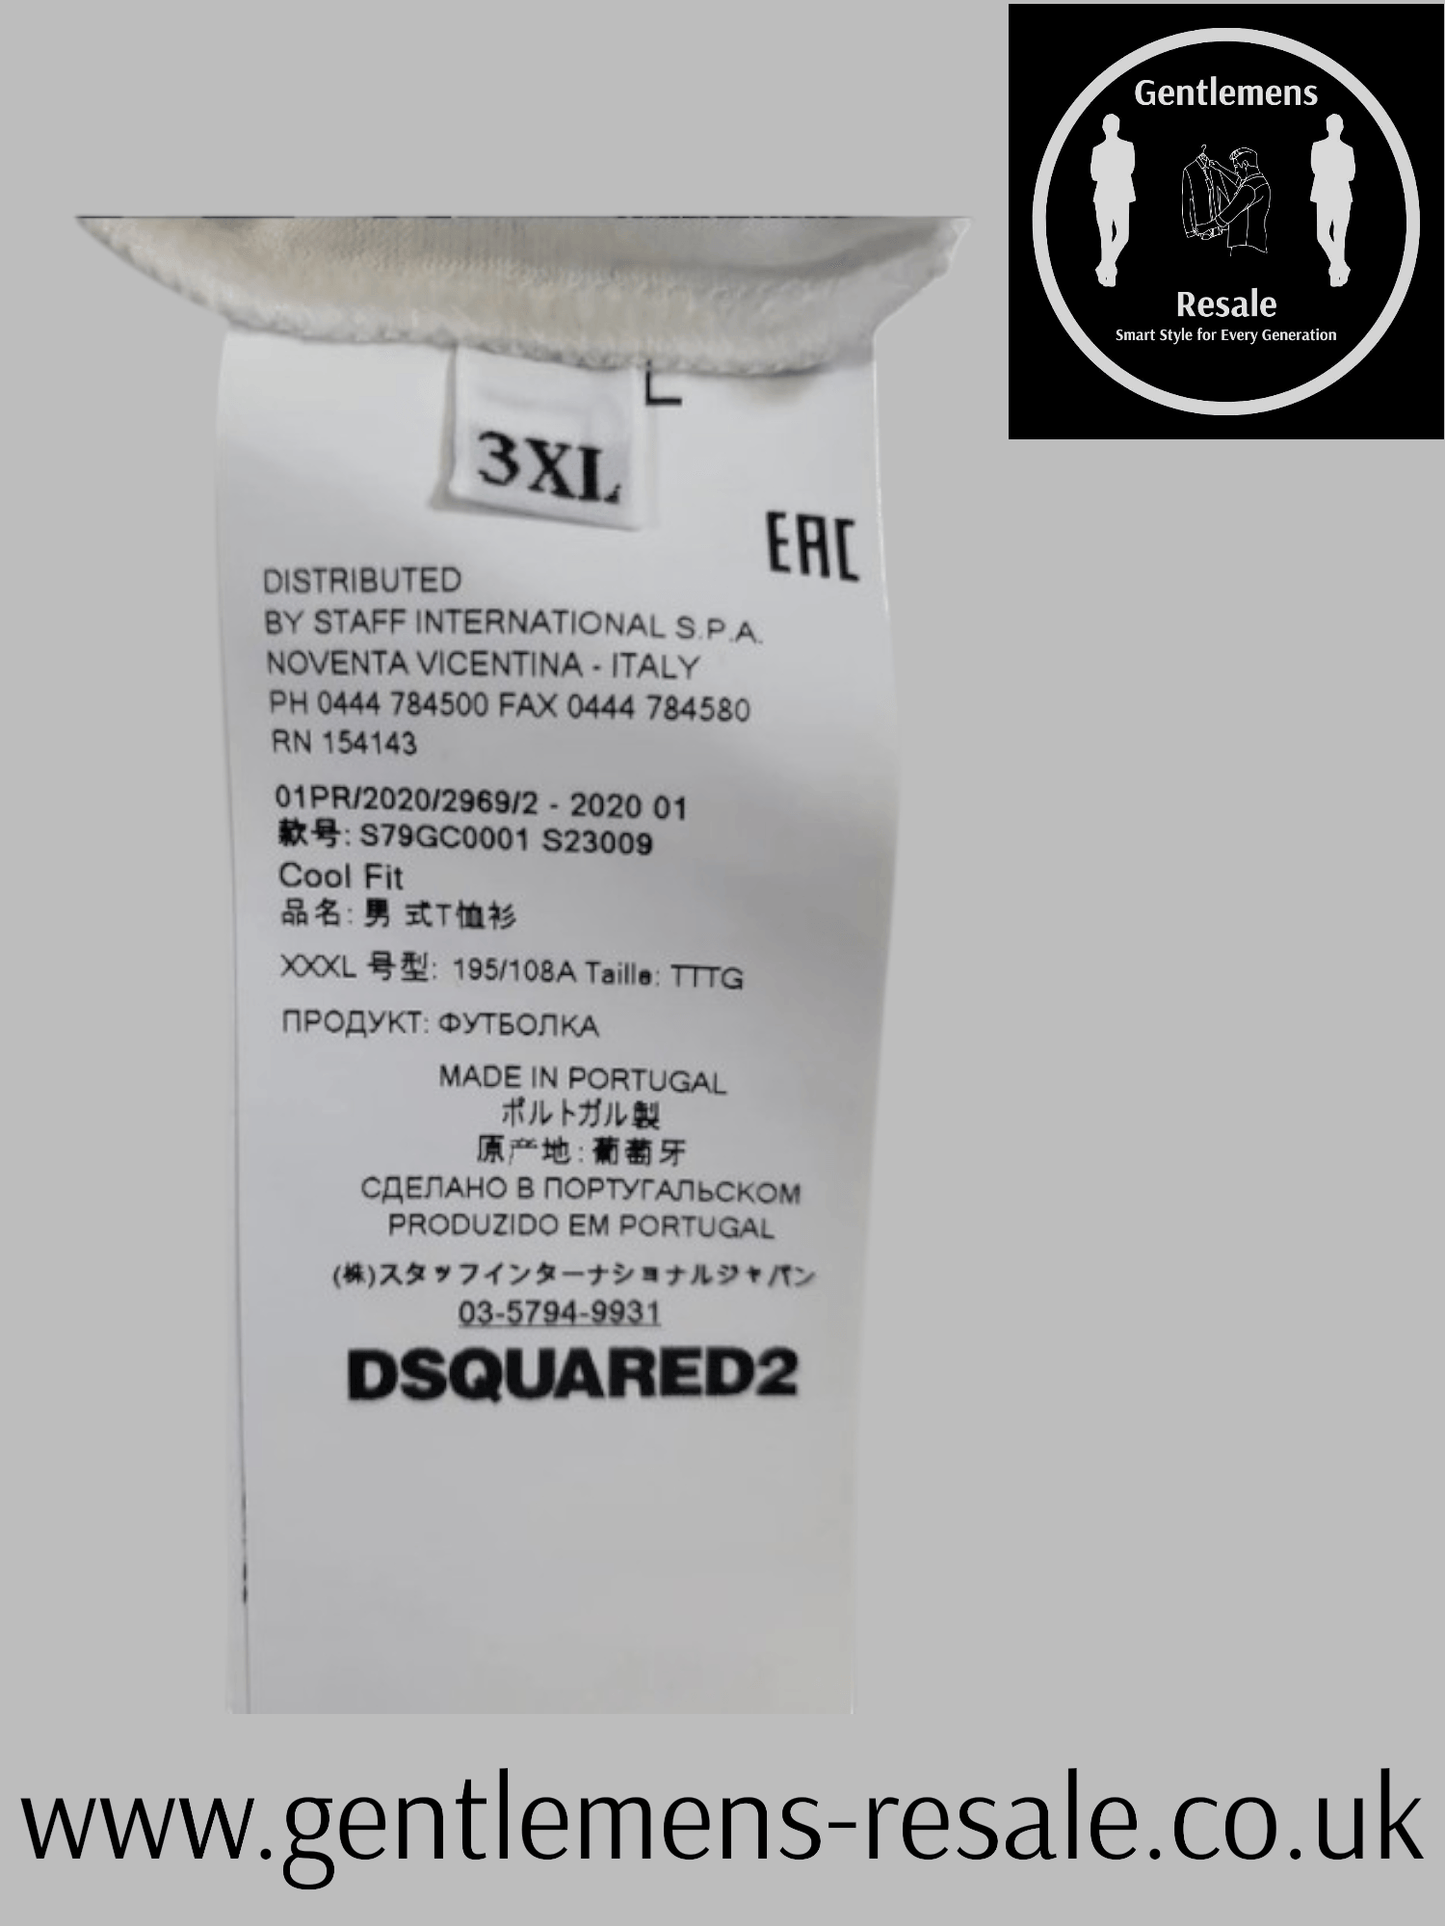 Gentlemens
Resale
Smart Style for Every Generation
L
3XL
EAC
DISTRIBUTED
BY STAFF INTERNATIONAL S.P.A.
NOVENTA VICENTINA - ITALY
PH 0444 784500 FAX 0444 784580
RN 154143
01PR/2020/2969/2 - 2020 01
款号: S79GC0001 S23009
Cool Fit
品名: 男 式T恤衫
XXXL 号型: 195/108A Taille: TTTG
ПРОДУКТ: ФУТБОЛКА
MADE IN PORTUGAL
ポルトガル製
原产地: 葡萄牙
СДЕЛАНО В ПОРТУГАЛЬСКОМ
PRODUZIDO EM PORTUGAL
(株)スタッフインターナショナルジャパン
03-5794-9931
DSQUARED2
www.gentlemens-resale.co.uk